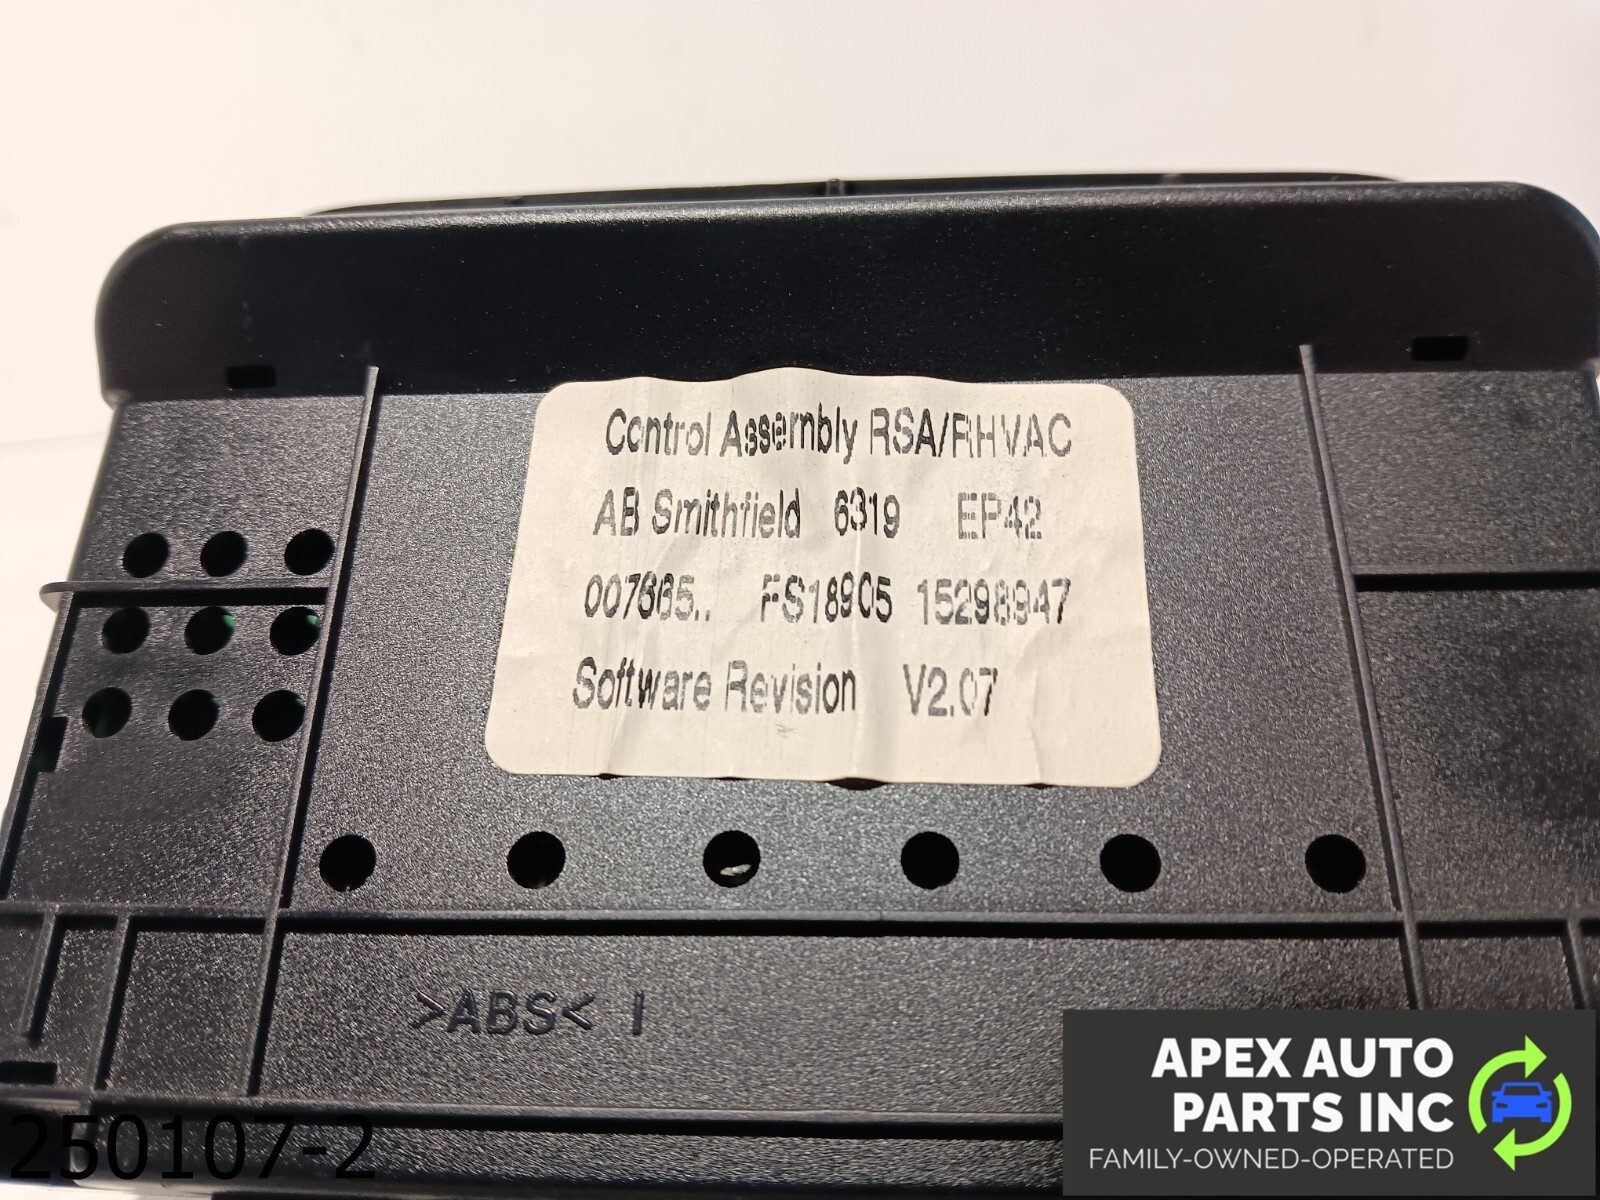 Control Assembly RSA/RHVAC
AB Smithfield 6319 EP42
007665.. FS18905 15298947
Software Revision V2.07
>ABS< I
250107-2
APEX AUTO
PARTS INC
FAMILY-OWNED-OPERATED